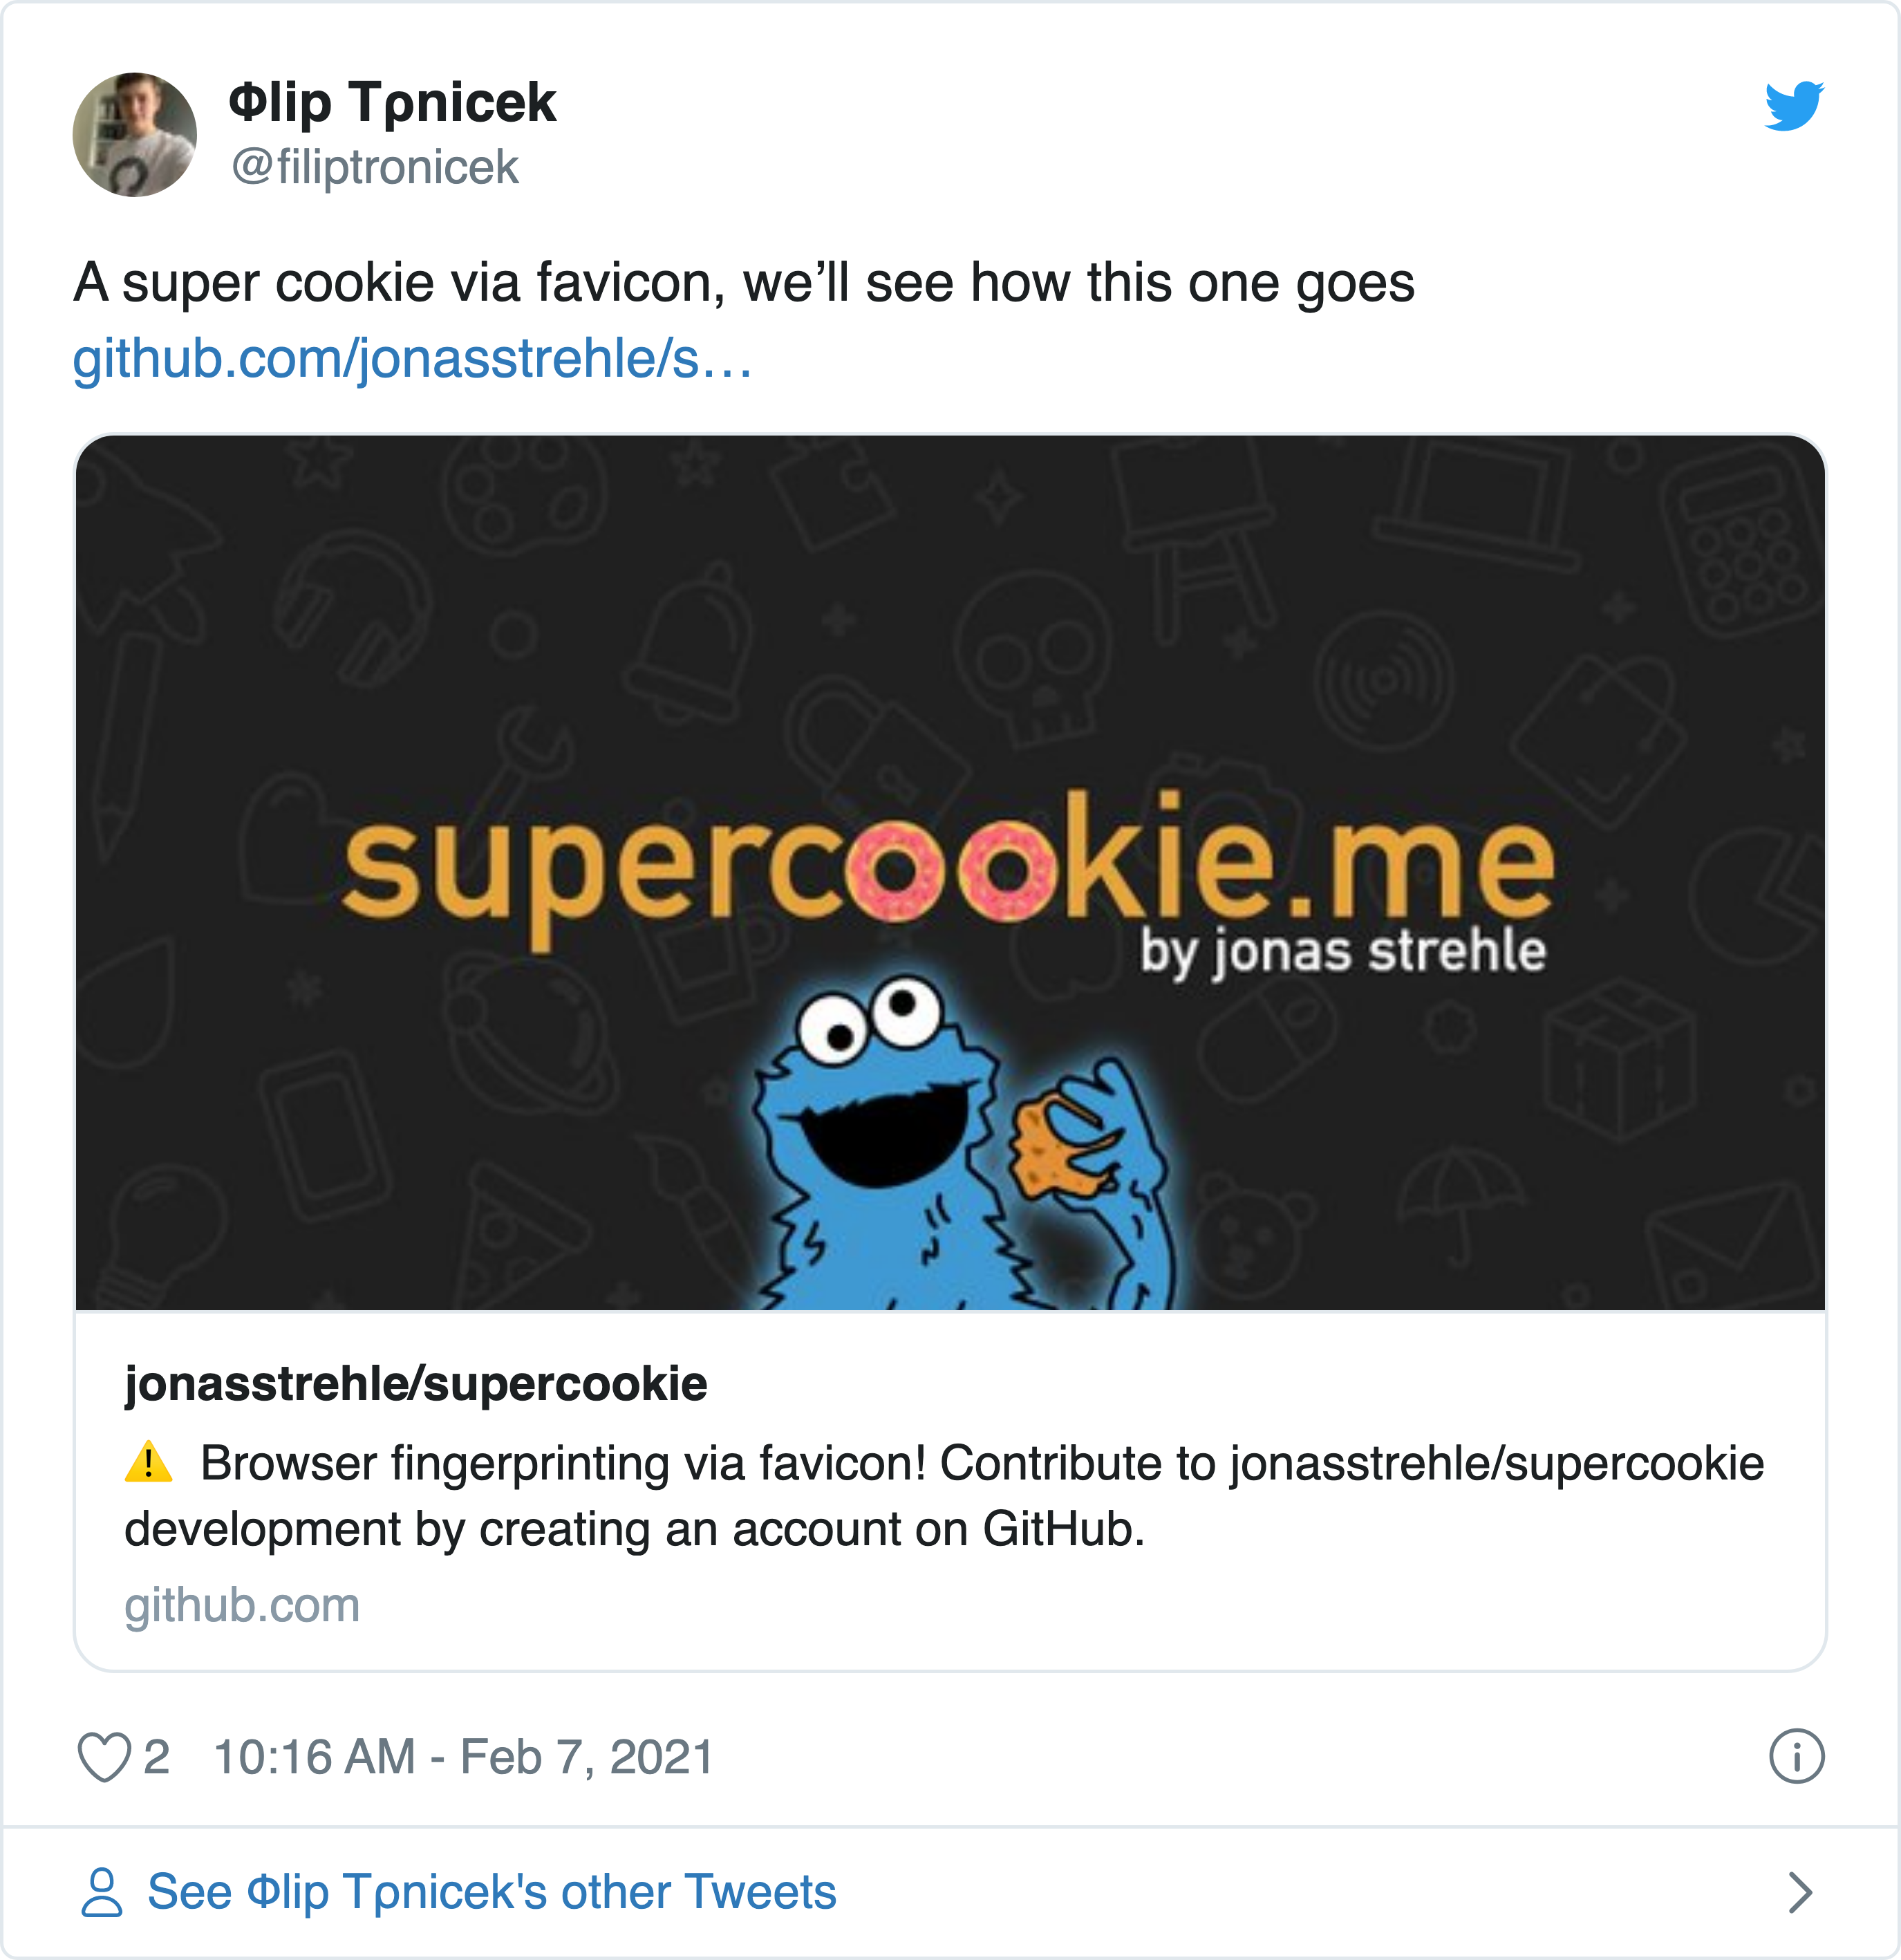 Φlip Tρnicek
@filiptronicek
A super cookie via favicon, we’ll see how this one goes
github.com/jonasstrehle/s…
supercookie.me
by jonas strehle
jonasstrehle/supercookie
⚠️ Browser fingerprinting via favicon! Contribute to jonasstrehle/supercookie
development by creating an account on GitHub.
github.com
2 10:16 AM - Feb 7, 2021
See Φlip Tρnicek's other Tweets